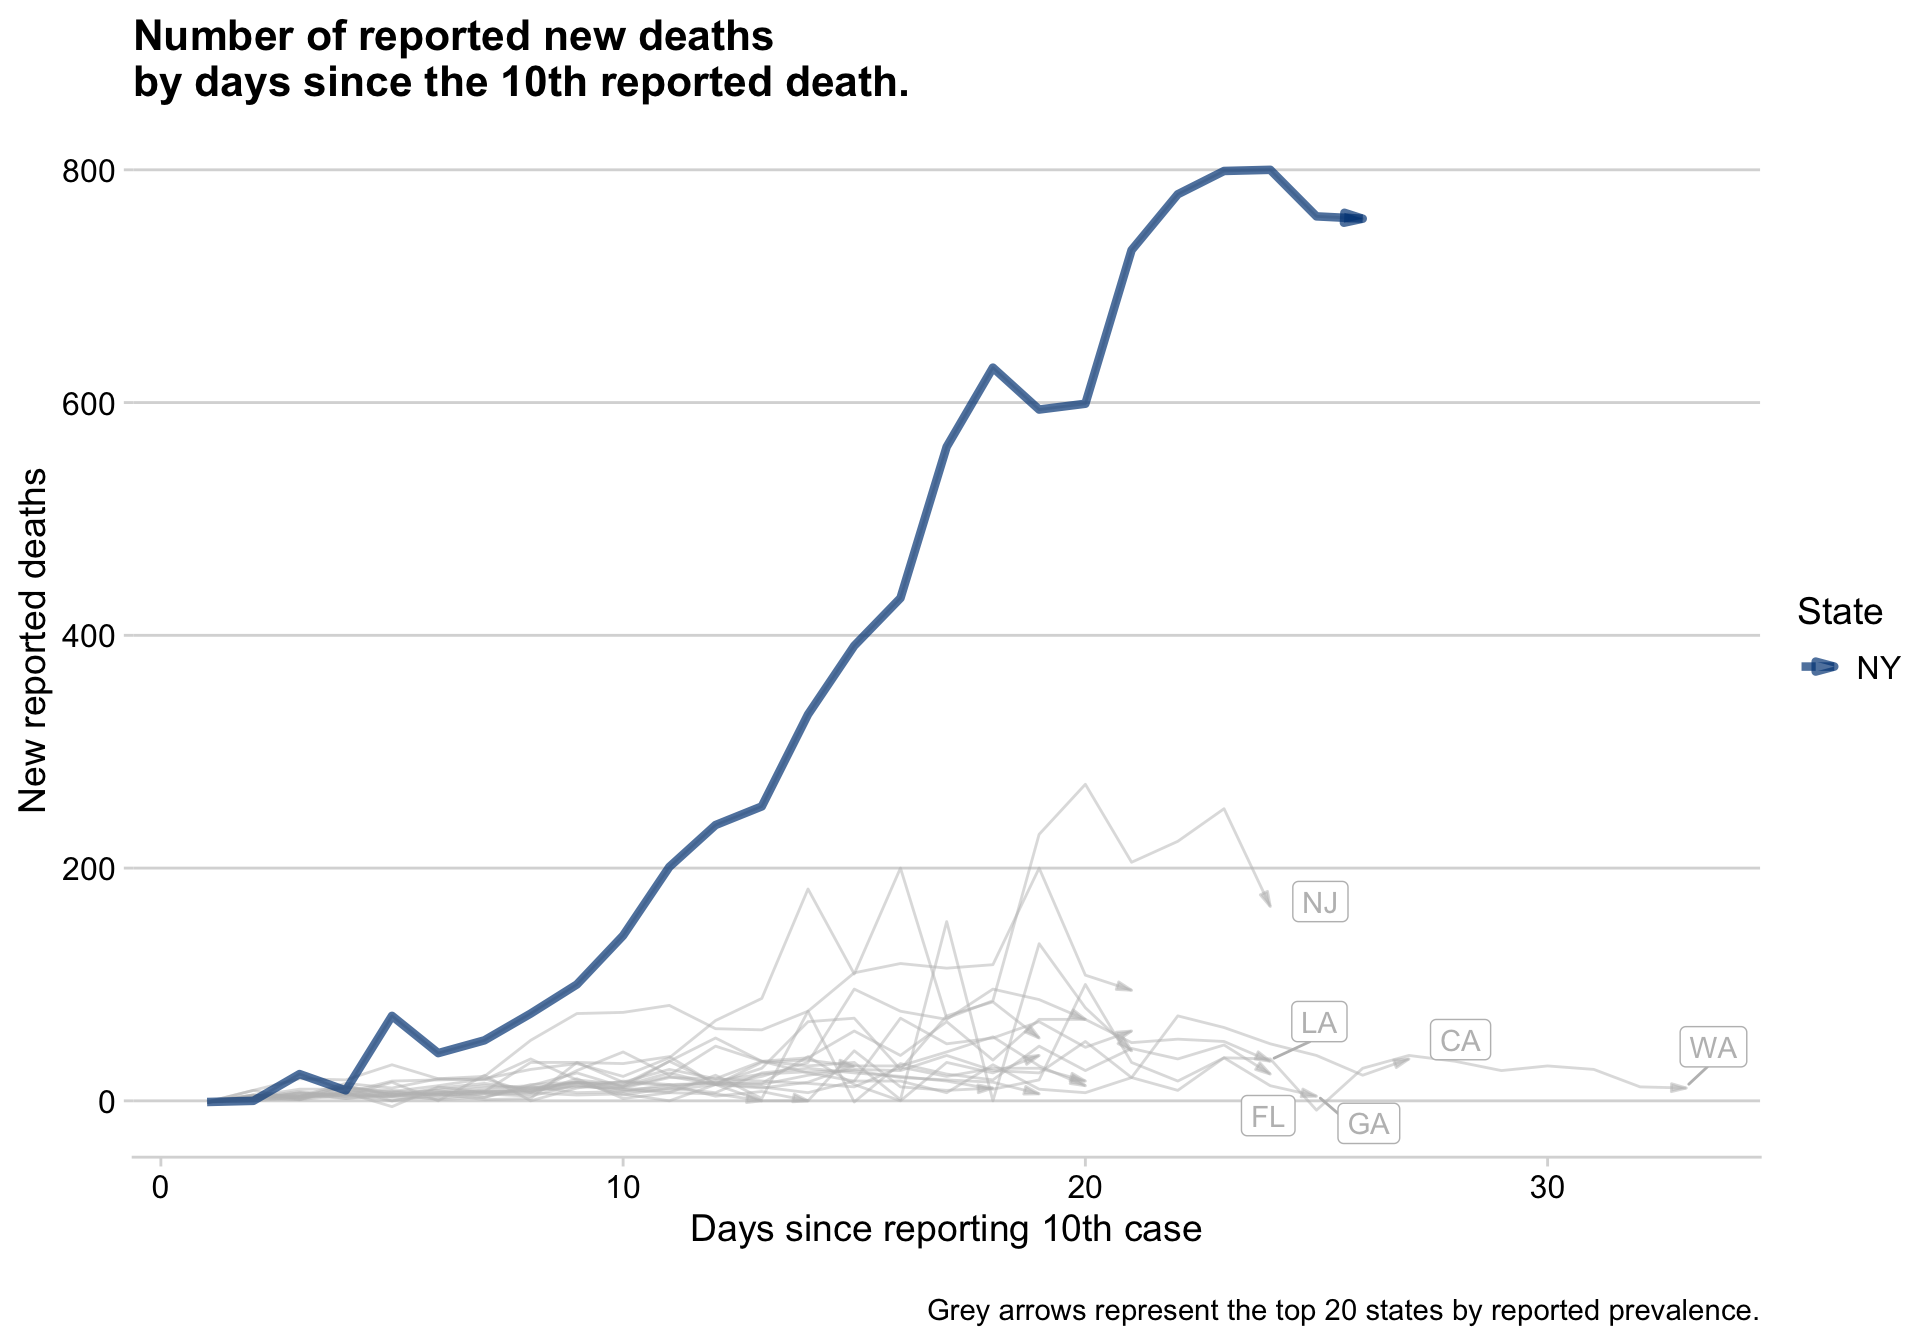 Number of reported new deaths
by days since the 10th reported death.
800
600
400
200
0
New reported deaths
NJ
LA
CA
WA
FL
GA
0
10
20
30
Days since reporting 10th case
State
NY
Grey arrows represent the top 20 states by reported prevalence.